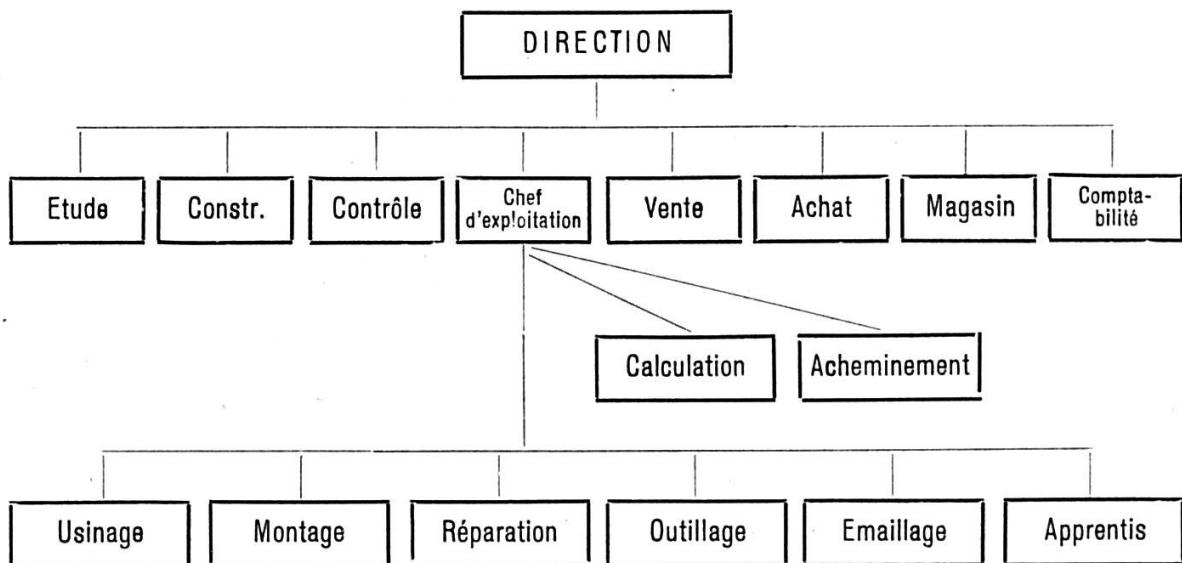 DIRECTION
Etude
Constr.
Contrôle
Chef
d'exploitation
Vente
Achat
Magasin
Compta-
bilité
Calculation
Acheminement
Usinage
Montage
Réparation
Outillage
Emaillage
Apprentis